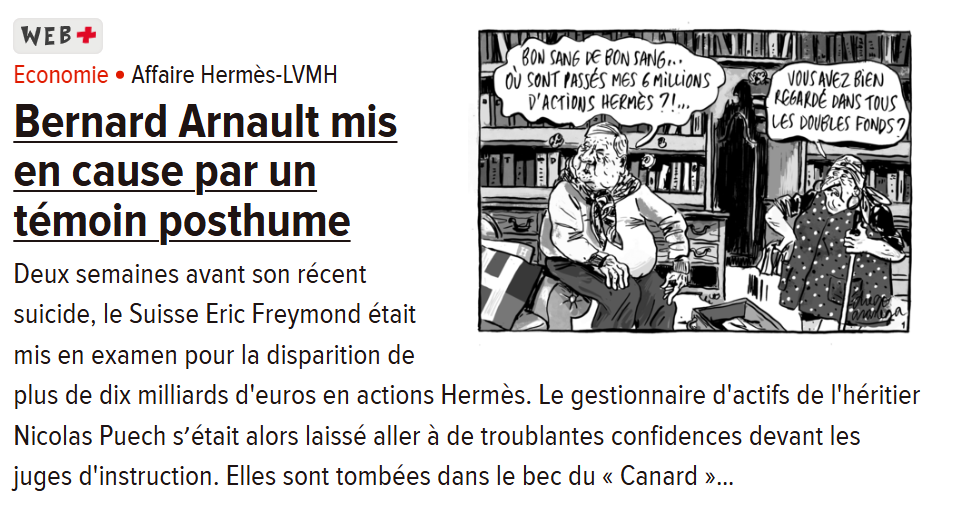 WEB+
Economie • Affaire Hermès-LVMH
Bernard Arnault mis
en cause par un
témoin posthume
Deux semaines avant son récent
suicide, le Suisse Eric Freymond était
mis en examen pour la disparition de
plus de dix milliards d'euros en actions Hermès. Le gestionnaire d'actifs de l'héritier
Nicolas Puech s'était alors laissé aller à de troublantes confidences devant les
juges d'instruction. Elles sont tombées dans le bec du « Canard »...
BON SANG DE BON SANG...
OÙ SONT PASSÉS MES 6 MILLIONS
D'ACTIONS HERMÈS ?!...
VOUS AVEZ BIEN
REGARDÉ DANS TOUS
LES DOUBLES FONDS ?